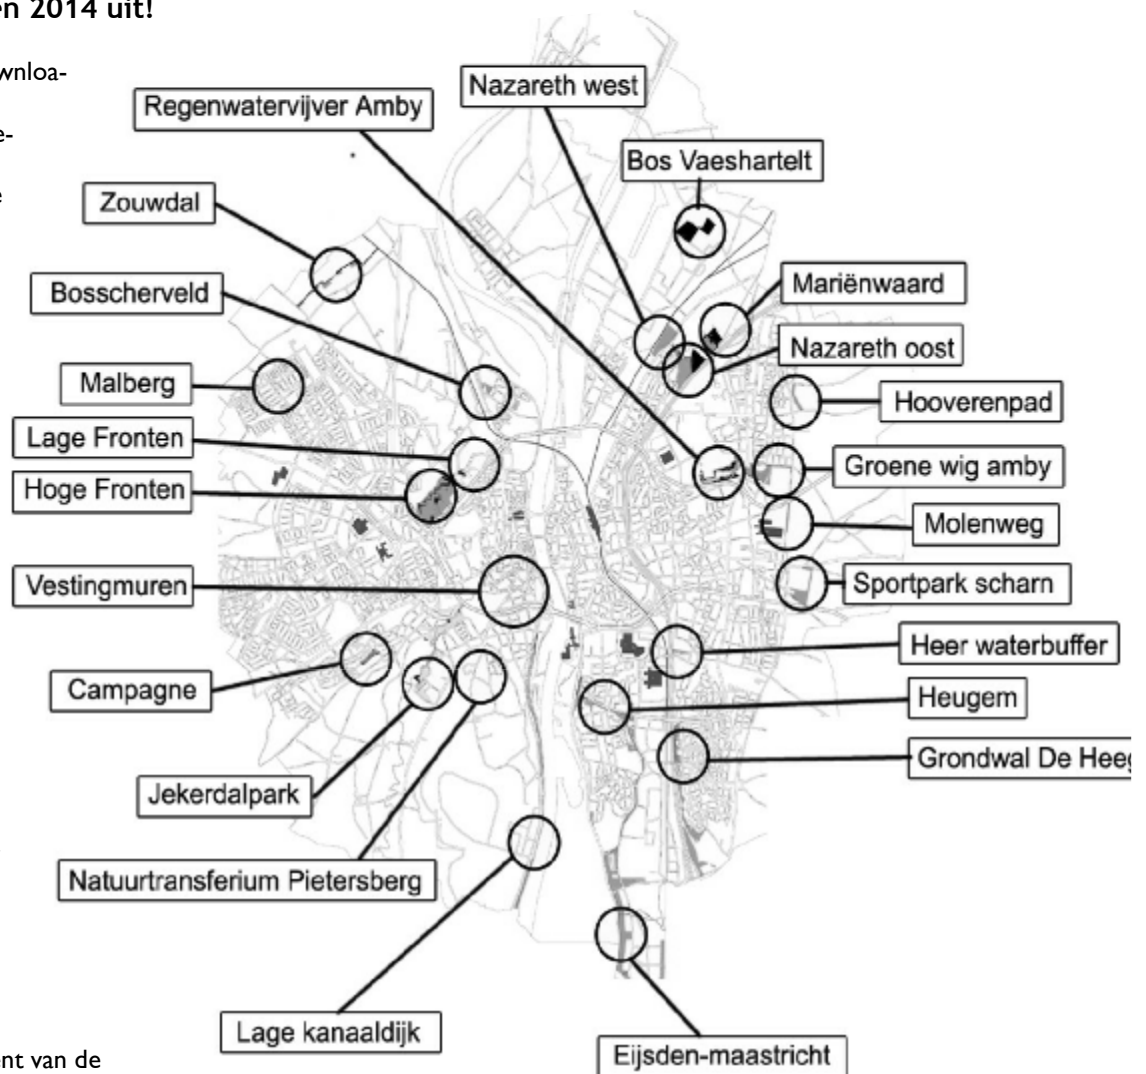 en 2014 uit!
wnloa-
e-
e
Nazareth west
Regenwatervijver Amby
Bos Vaeshartelt
Zouwdal
Mariënwaard
Bosscherveld
Nazareth oost
Malberg
Hooverenpad
Lage Fronten
Groene wig amby
Hoge Fronten
Molenweg
Vestingmuren
Sportpark scharn
Heer waterbuffer
Campagne
Heugem
Grondwal De Heeg
Jekerdalpark
Natuurtransferium Pietersberg
Lage kanaaldijk
Eijsden-maastricht
ent van de